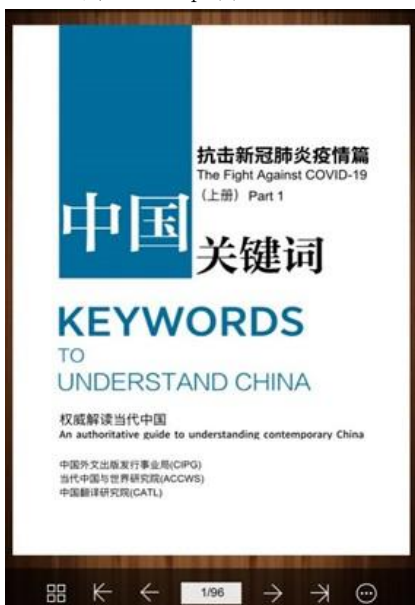 抗击新冠肺炎疫情篇
The Fight Against COVID-19
（上册） Part 1
中国
关键词
KEYWORDS
TO
UNDERSTAND CHINA
权威解读当代中国
An authoritative guide to understanding contemporary China
中国外文出版发行事业局(CIPG)
当代中国与世界研究院(ACCWS)
中国翻译研究院(CATL)
1/96